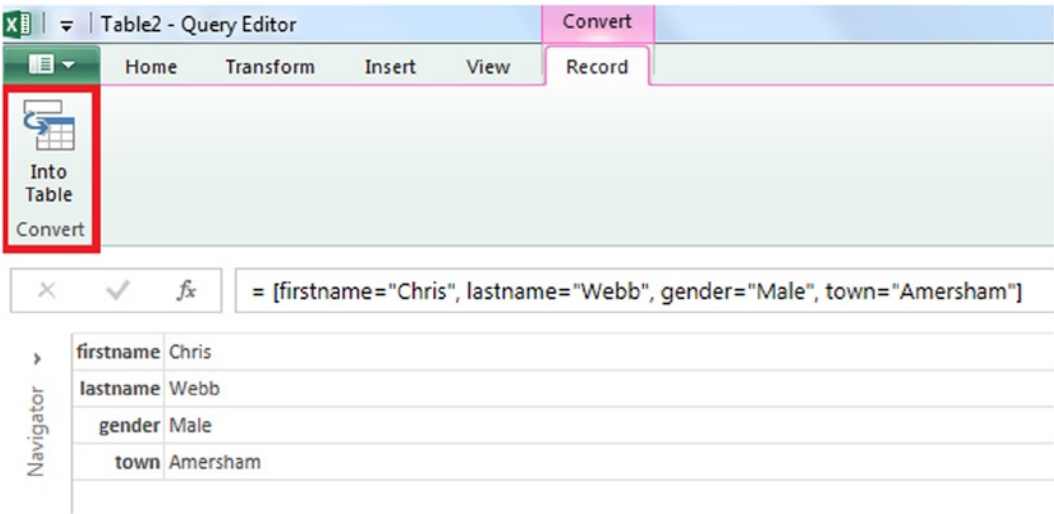 Table2 - Query Editor
Convert
Home Transform Insert View Record
Into
Table
Convert
fx = [firstname="Chris", lastname="Webb", gender="Male", town="Amersham"]
firstname Chris
lastname Webb
gender Male
town Amersham
Navigator